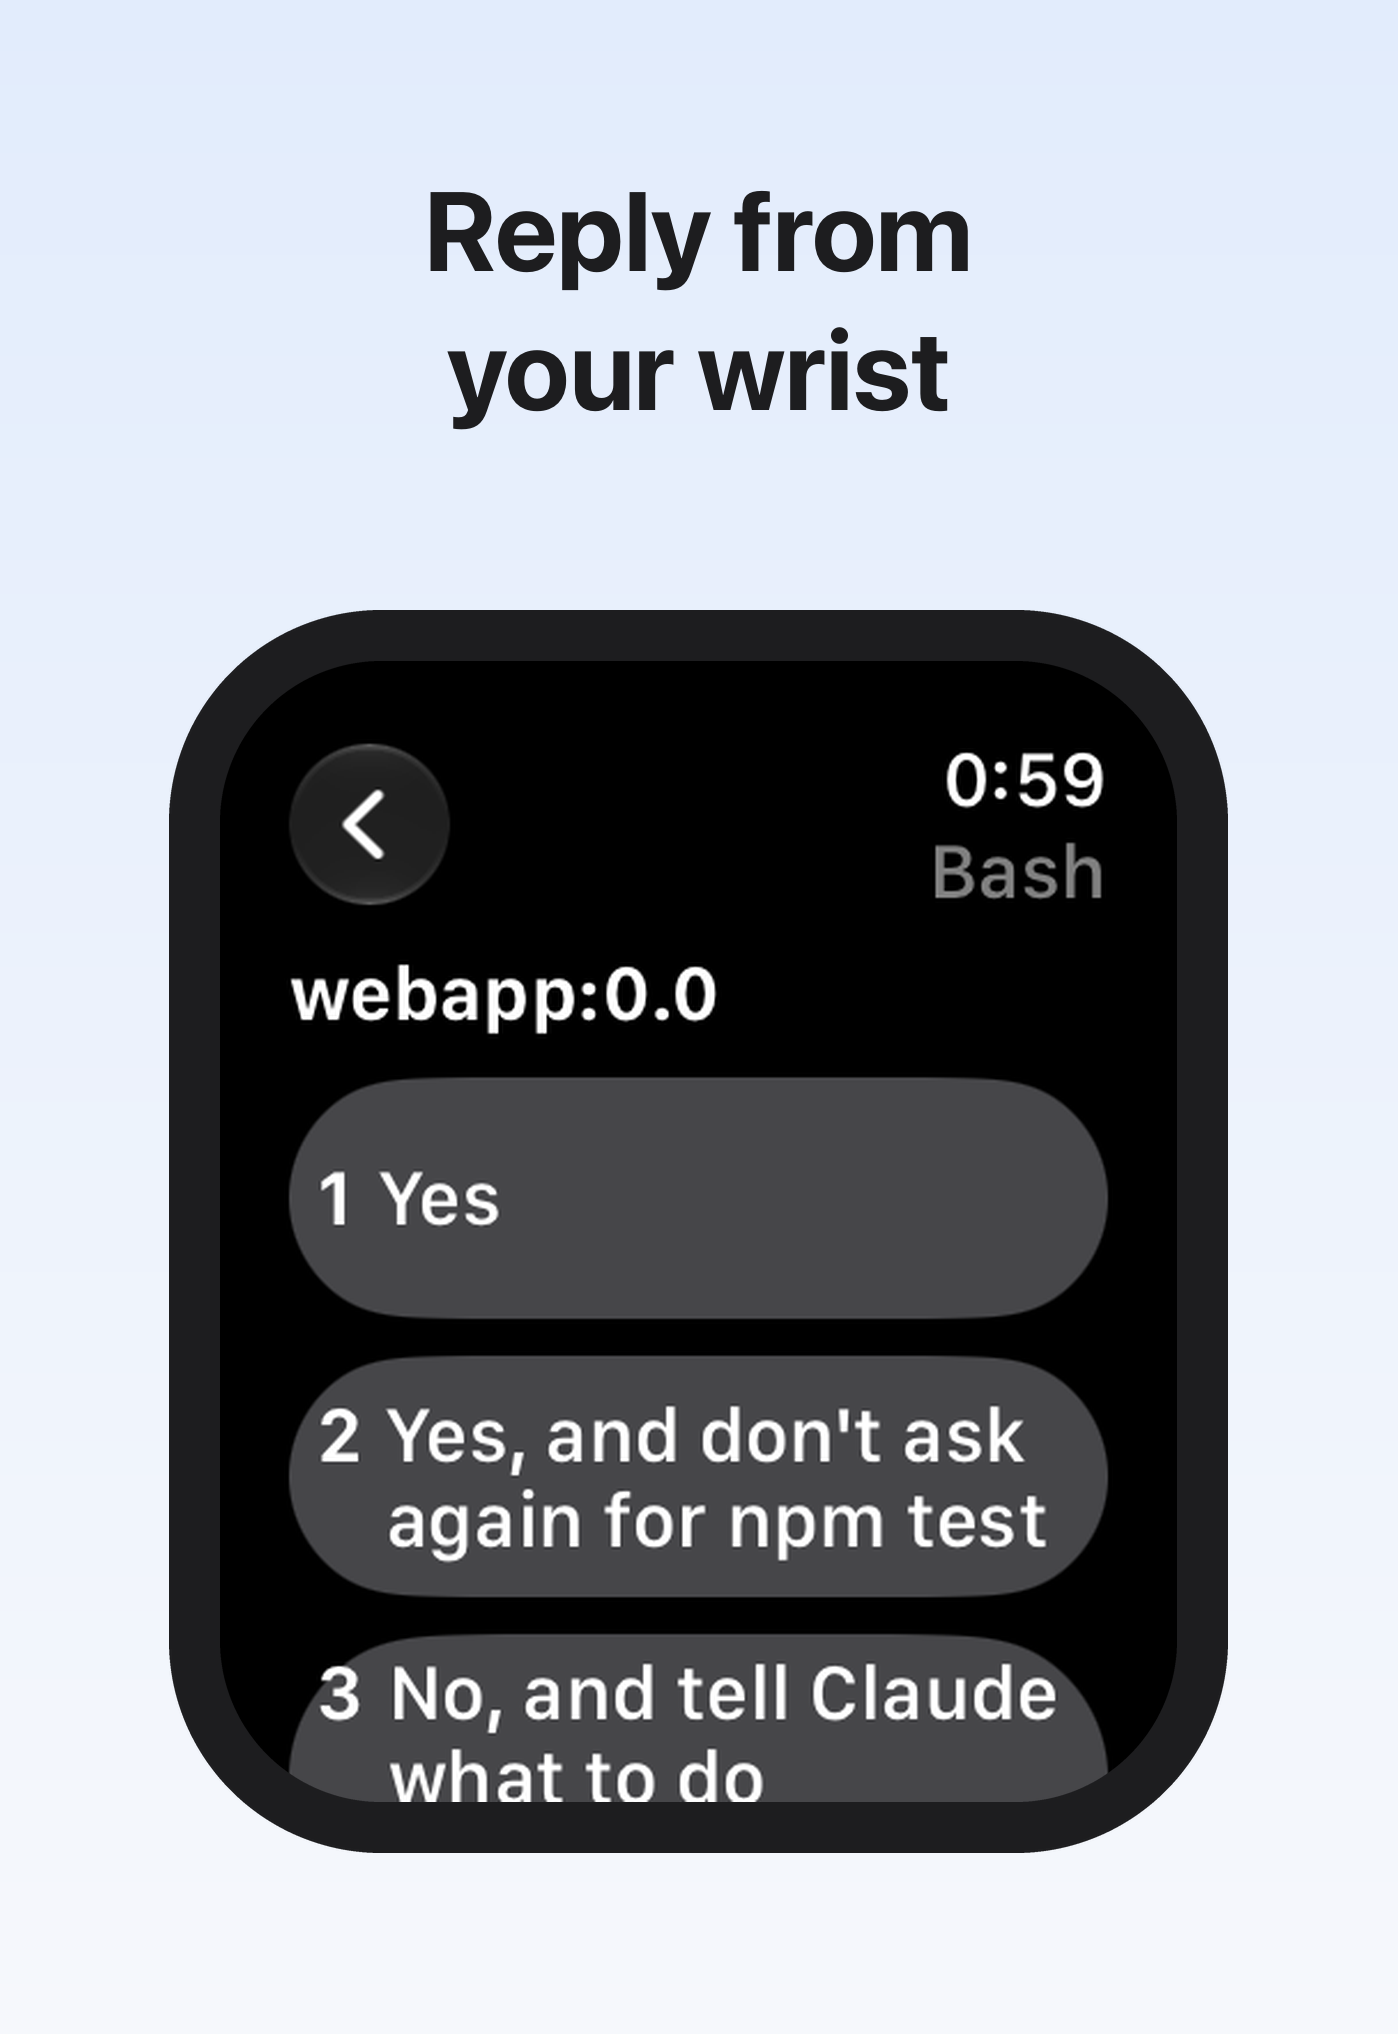 Reply from
your wrist
0:59
Bash
webapp:0.0
1 Yes
2 Yes, and don't ask
again for npm test
3 No, and tell Claude
what to do